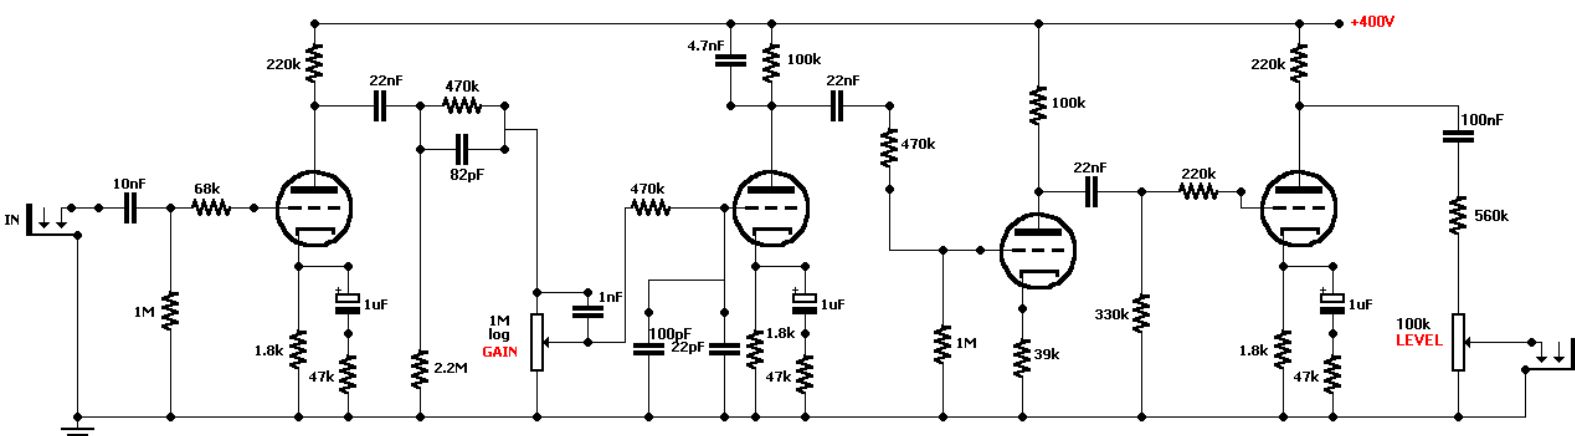 +400V
4.7nF
220k
100k
220k
22nF
470k
22nF
100k
100nF
470k
82pF
22nF
220k
10nF
68k
470k
IN
560k
1nF
1uF
1uF
1uF
1M
1M
log
GAIN
100pF
22pF
1.8k
330k
100k
LEVEL
1.8k
47k
2.2M
47k
1M
39k
1.8k
47k